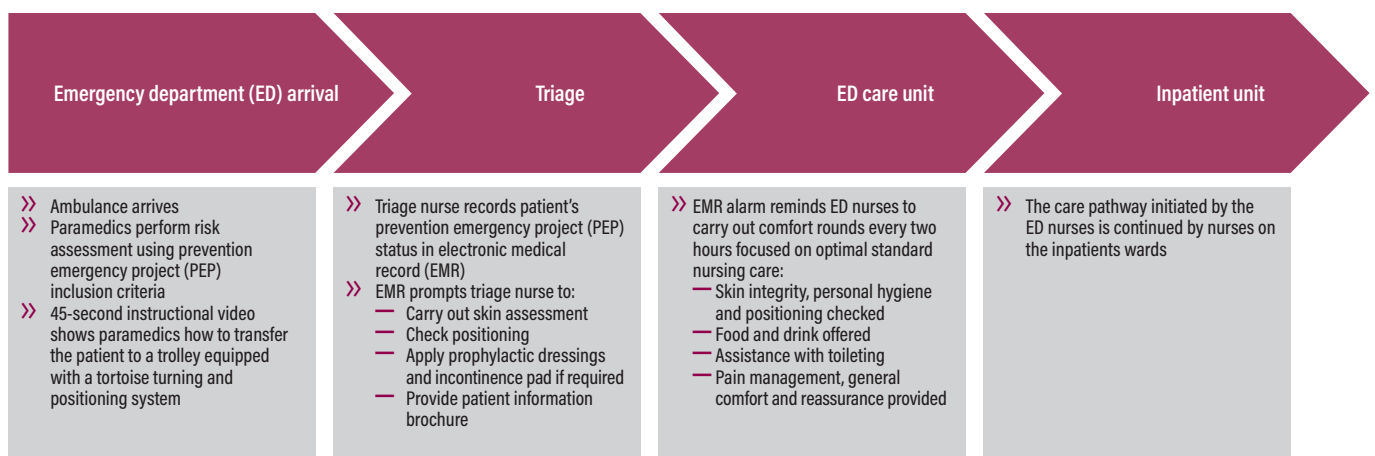 Emergency department (ED) arrival
Triage
ED care unit
Inpatient unit
» Ambulance arrives
» Paramedics perform risk
assessment using prevention
emergency project (PEP)
inclusion criteria
» 45-second instructional video
shows paramedics how to transfer
the patient to a trolley equipped
with a tortoise turning and
positioning system
» Triage nurse records patient’s
prevention emergency project (PEP)
status in electronic medical
record (EMR)
» EMR prompts triage nurse to:
— Carry out skin assessment
— Check positioning
— Apply prophylactic dressings
and incontinence pad if required
— Provide patient information
brochure
» EMR alarm reminds ED nurses to
carry out comfort rounds every two
hours focused on optimal standard
nursing care:
— Skin integrity, personal hygiene
and positioning checked
— Food and drink offered
— Assistance with toileting
— Pain management, general
comfort and reassurance provided
» The care pathway initiated by the
ED nurses is continued by nurses on
the inpatients wards